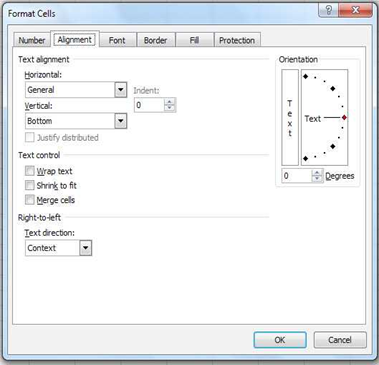 Format Cells
Number Alignment Font Border Fill Protection
Text alignment
Horizontal:
General
Indent:
0
Vertical:
Bottom
Justify distributed
Text control
Wrap text
Shrink to fit
Merge cells
Right-to-left
Text direction:
Context
Orientation
Text
Text
0 Degrees
OK Cancel